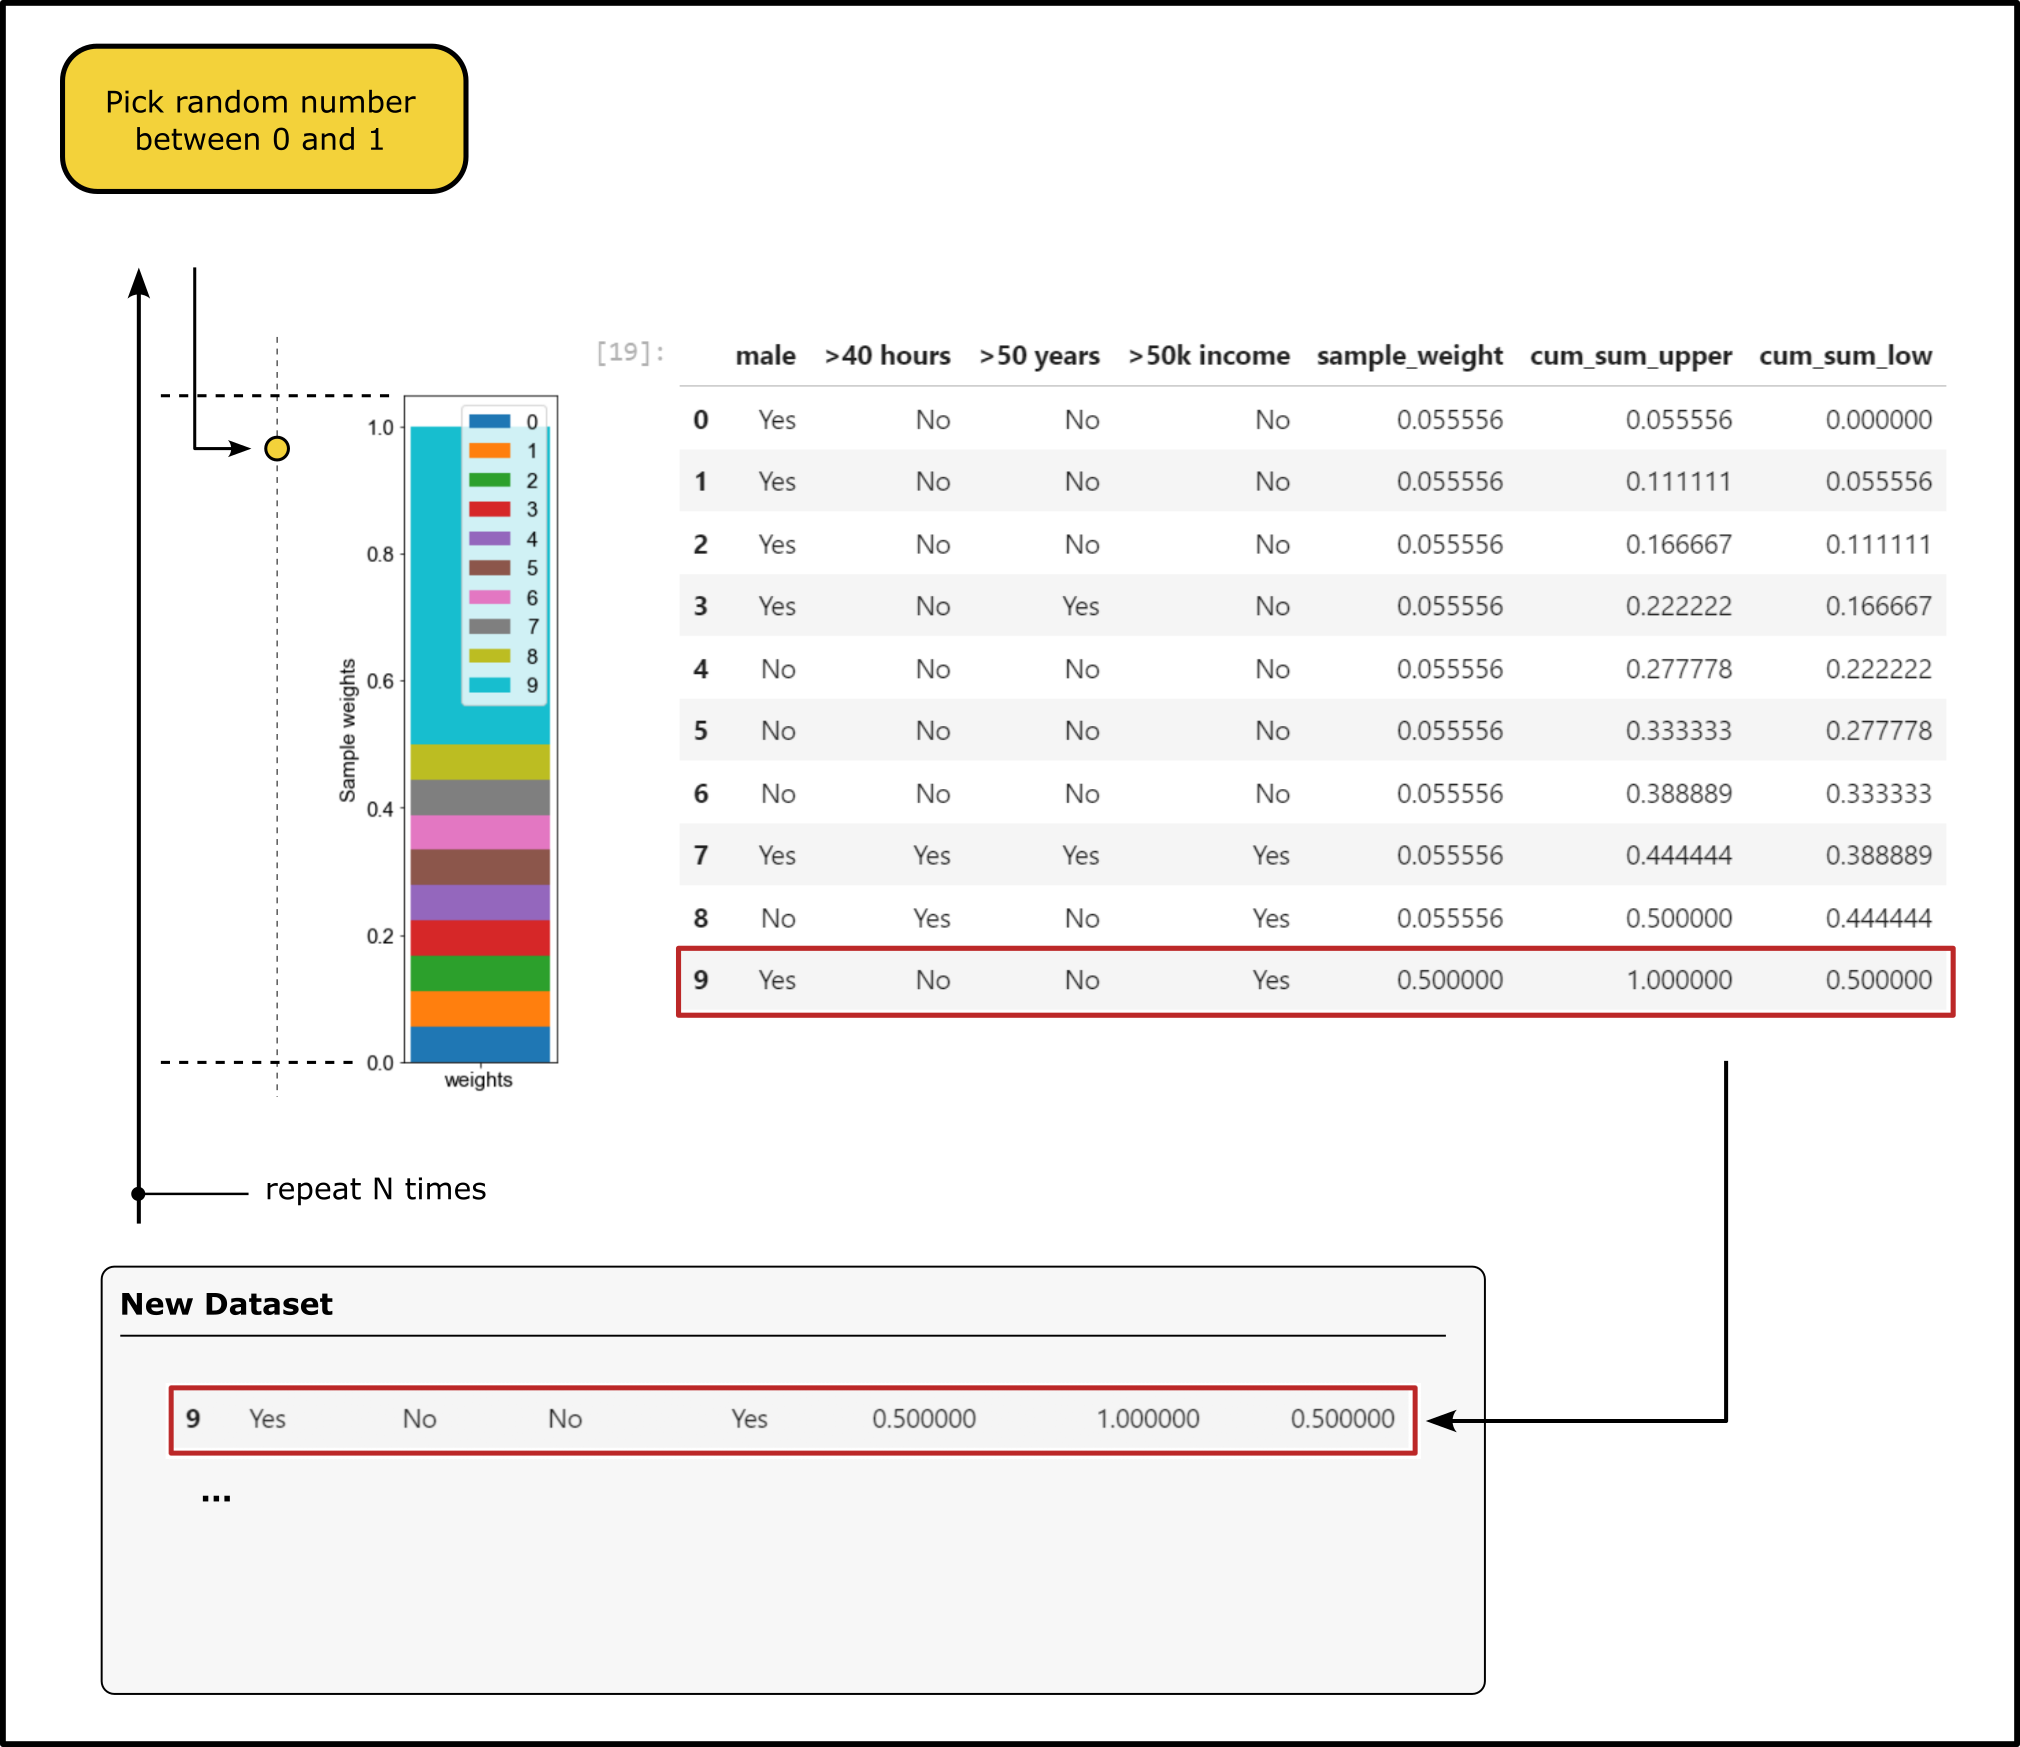 Pick random number
between 0 and 1
[19]:
male >40 hours >50 years >50k income sample_weight cum_sum_upper cum_sum_low
0 Yes No No No 0.055556 0.055556 0.000000
1 Yes No No No 0.055556 0.111111 0.055556
2 Yes No No No 0.055556 0.166667 0.111111
3 Yes No Yes No 0.055556 0.222222 0.166667
4 No No No No 0.055556 0.277778 0.222222
5 No No No No 0.055556 0.333333 0.277778
6 No No No No 0.055556 0.388889 0.333333
7 Yes Yes Yes Yes 0.055556 0.444444 0.388889
8 No Yes No Yes 0.055556 0.500000 0.444444
9 Yes No No Yes 0.500000 1.000000 0.500000
Sample weights
1.0
0.8
0.6
0.4
0.2
0.0
0
1
2
3
4
5
6
7
8
9
weights
repeat N times
New Dataset
9 Yes No No Yes 0.500000 1.000000 0.500000
...